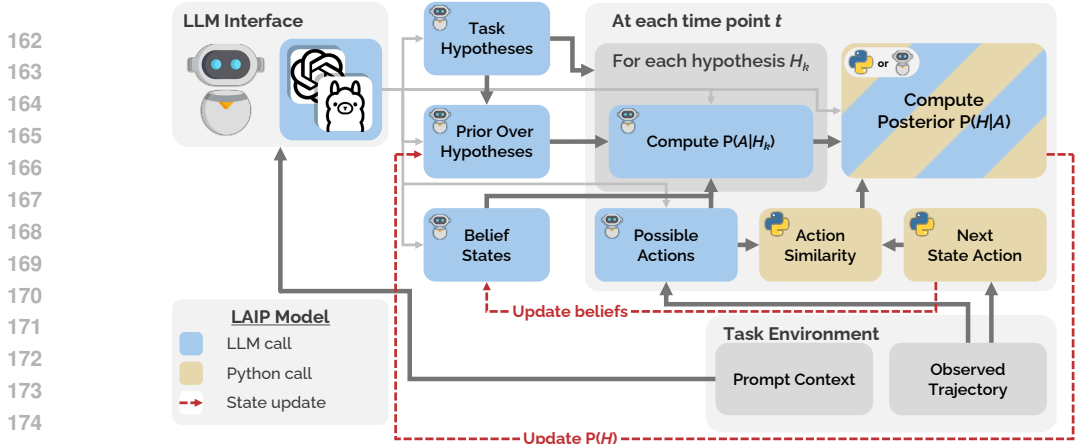 162
163
164
165
166
167
168
169
170
171
172
173
174
LLM Interface
Task
Hypotheses
Prior Over
Hypotheses
Belief
States
At each time point t
For each hypothesis Hk
Compute P(A|Hk)
or
Compute
Posterior P(H|A)
Possible
Actions
Action
Similarity
Next
State Action
Update beliefs
LAIP Model
LLM call
Python call
State update
Task Environment
Prompt Context
Observed
Trajectory
Update P(H)